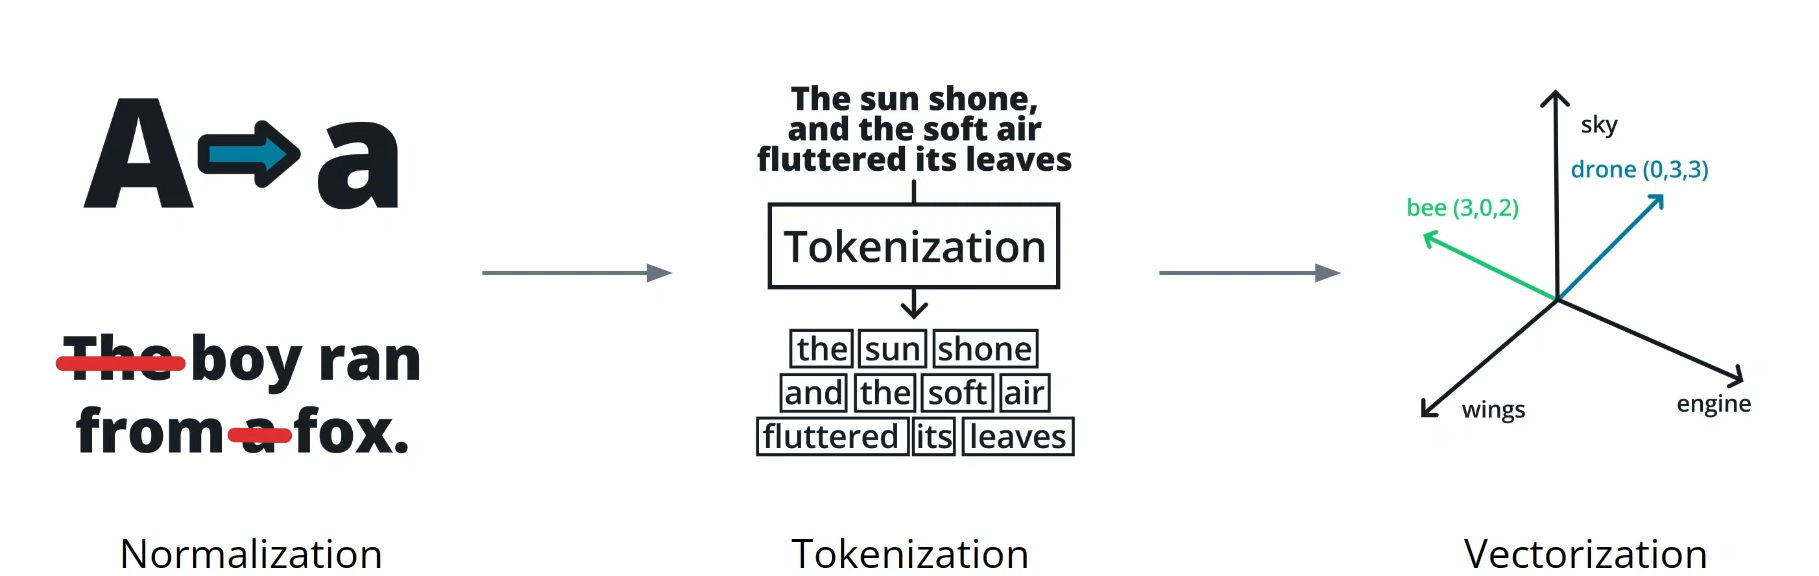 A a
The boy ran
from a fox.
Normalization
The sun shone,
and the soft air
fluttered its leaves
Tokenization
the sun shone
and the soft air
fluttered its leaves
Tokenization
sky
drone (0,3,3)
bee (3,0,2)
wings
engine
Vectorization